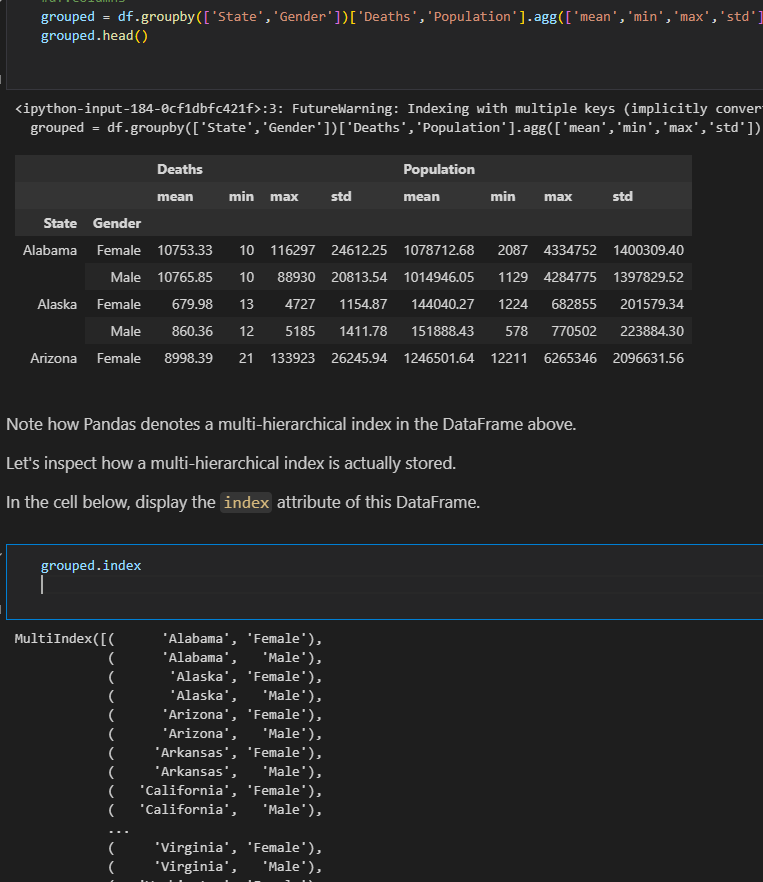 grouped = df.groupby(['State','Gender'])['Deaths','Population'].agg(['mean','min','max','std']
grouped.head()
<ipython-input-184-0cf1dbfc421f>:3: FutureWarning: Indexing with multiple keys (implicitly conver
grouped = df.groupby(['State','Gender'])['Deaths','Population'].agg(['mean','min','max','std'])
Deaths Population
mean min max std mean min max std
State Gender
Alabama Female 10753.33 10 116297 24612.25 1078712.68 2087 4334752 1400309.40
Male 10765.85 10 88930 20813.54 1014946.05 1129 4284775 1397829.52
Alaska Female 679.98 13 4727 1154.87 144040.27 1224 682855 201579.34
Male 860.36 12 5185 1411.78 151888.43 578 770502 223884.30
Arizona Female 8998.39 21 133923 26245.94 1246501.64 12211 6265346 2096631.56
Note how Pandas denotes a multi-hierarchical index in the DataFrame above.
Let's inspect how a multi-hierarchical index is actually stored.
In the cell below, display the index attribute of this DataFrame.
grouped.index
MultiIndex([( 'Alabama', 'Female'),
( 'Alabama', 'Male'),
( 'Alaska', 'Female'),
( 'Alaska', 'Male'),
( 'Arizona', 'Female'),
( 'Arizona', 'Male'),
( 'Arkansas', 'Female'),
( 'Arkansas', 'Male'),
( 'California', 'Female'),
( 'California', 'Male'),
...
( 'Virginia', 'Female'),
( 'Virginia', 'Male'),